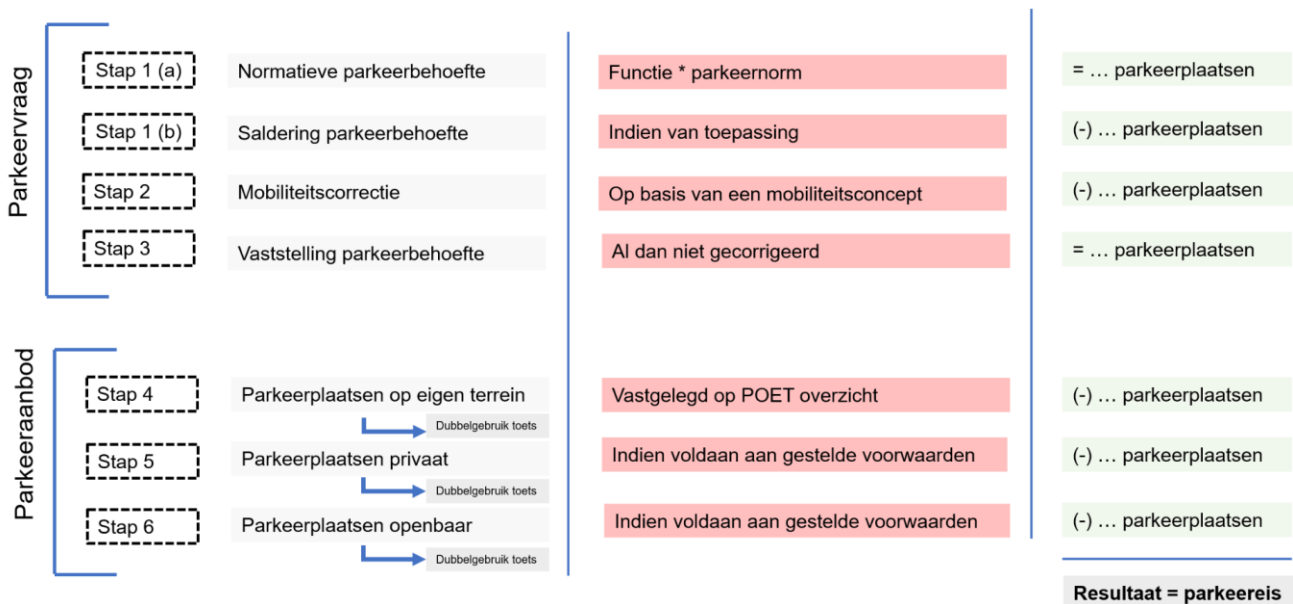 Parkeervraag
Stap 1 (a) Normatieve parkeerbehoefte Functie * parkeernorm = … parkeerplaatsen
Stap 1 (b) Saldering parkeerbehoefte Indien van toepassing (-) … parkeerplaatsen
Stap 2 Mobiliteitscorrectie Op basis van een mobiliteitsconcept (-) … parkeerplaatsen
Stap 3 Vaststelling parkeerbehoefte Al dan niet gecorrigeerd = … parkeerplaatsen
Parkeeraanbod
Stap 4 Parkeerplaatsen op eigen terrein Vastgelegd op POET overzicht (-) … parkeerplaatsen
Dubbelgebruik toets
Stap 5 Parkeerplaatsen privaat Indien voldaan aan gestelde voorwaarden (-) … parkeerplaatsen
Dubbelgebruik toets
Stap 6 Parkeerplaatsen openbaar Indien voldaan aan gestelde voorwaarden (-) … parkeerplaatsen
Dubbelgebruik toets
Resultaat = parkeereis